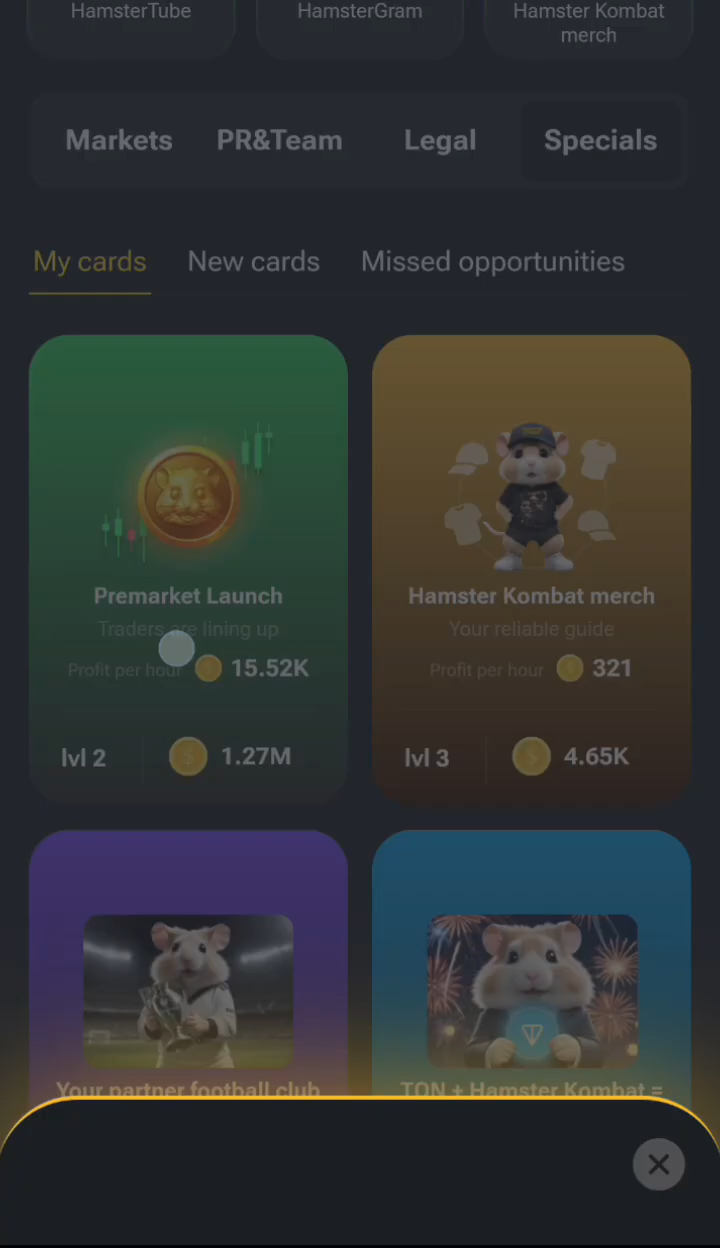 HamsterTube
HamsterGram
Hamster Kombat
merch
Markets
PR&Team
Legal
Specials
My cards
New cards
Missed opportunities
Premarket Launch
Traders are lining up
Profit per hour 15.52K
lvl 2
1.27M
Hamster Kombat merch
Your reliable guide
Profit per hour 321
lvl 3
4.65K
Your partner football club
TON + Hamster Kombat =